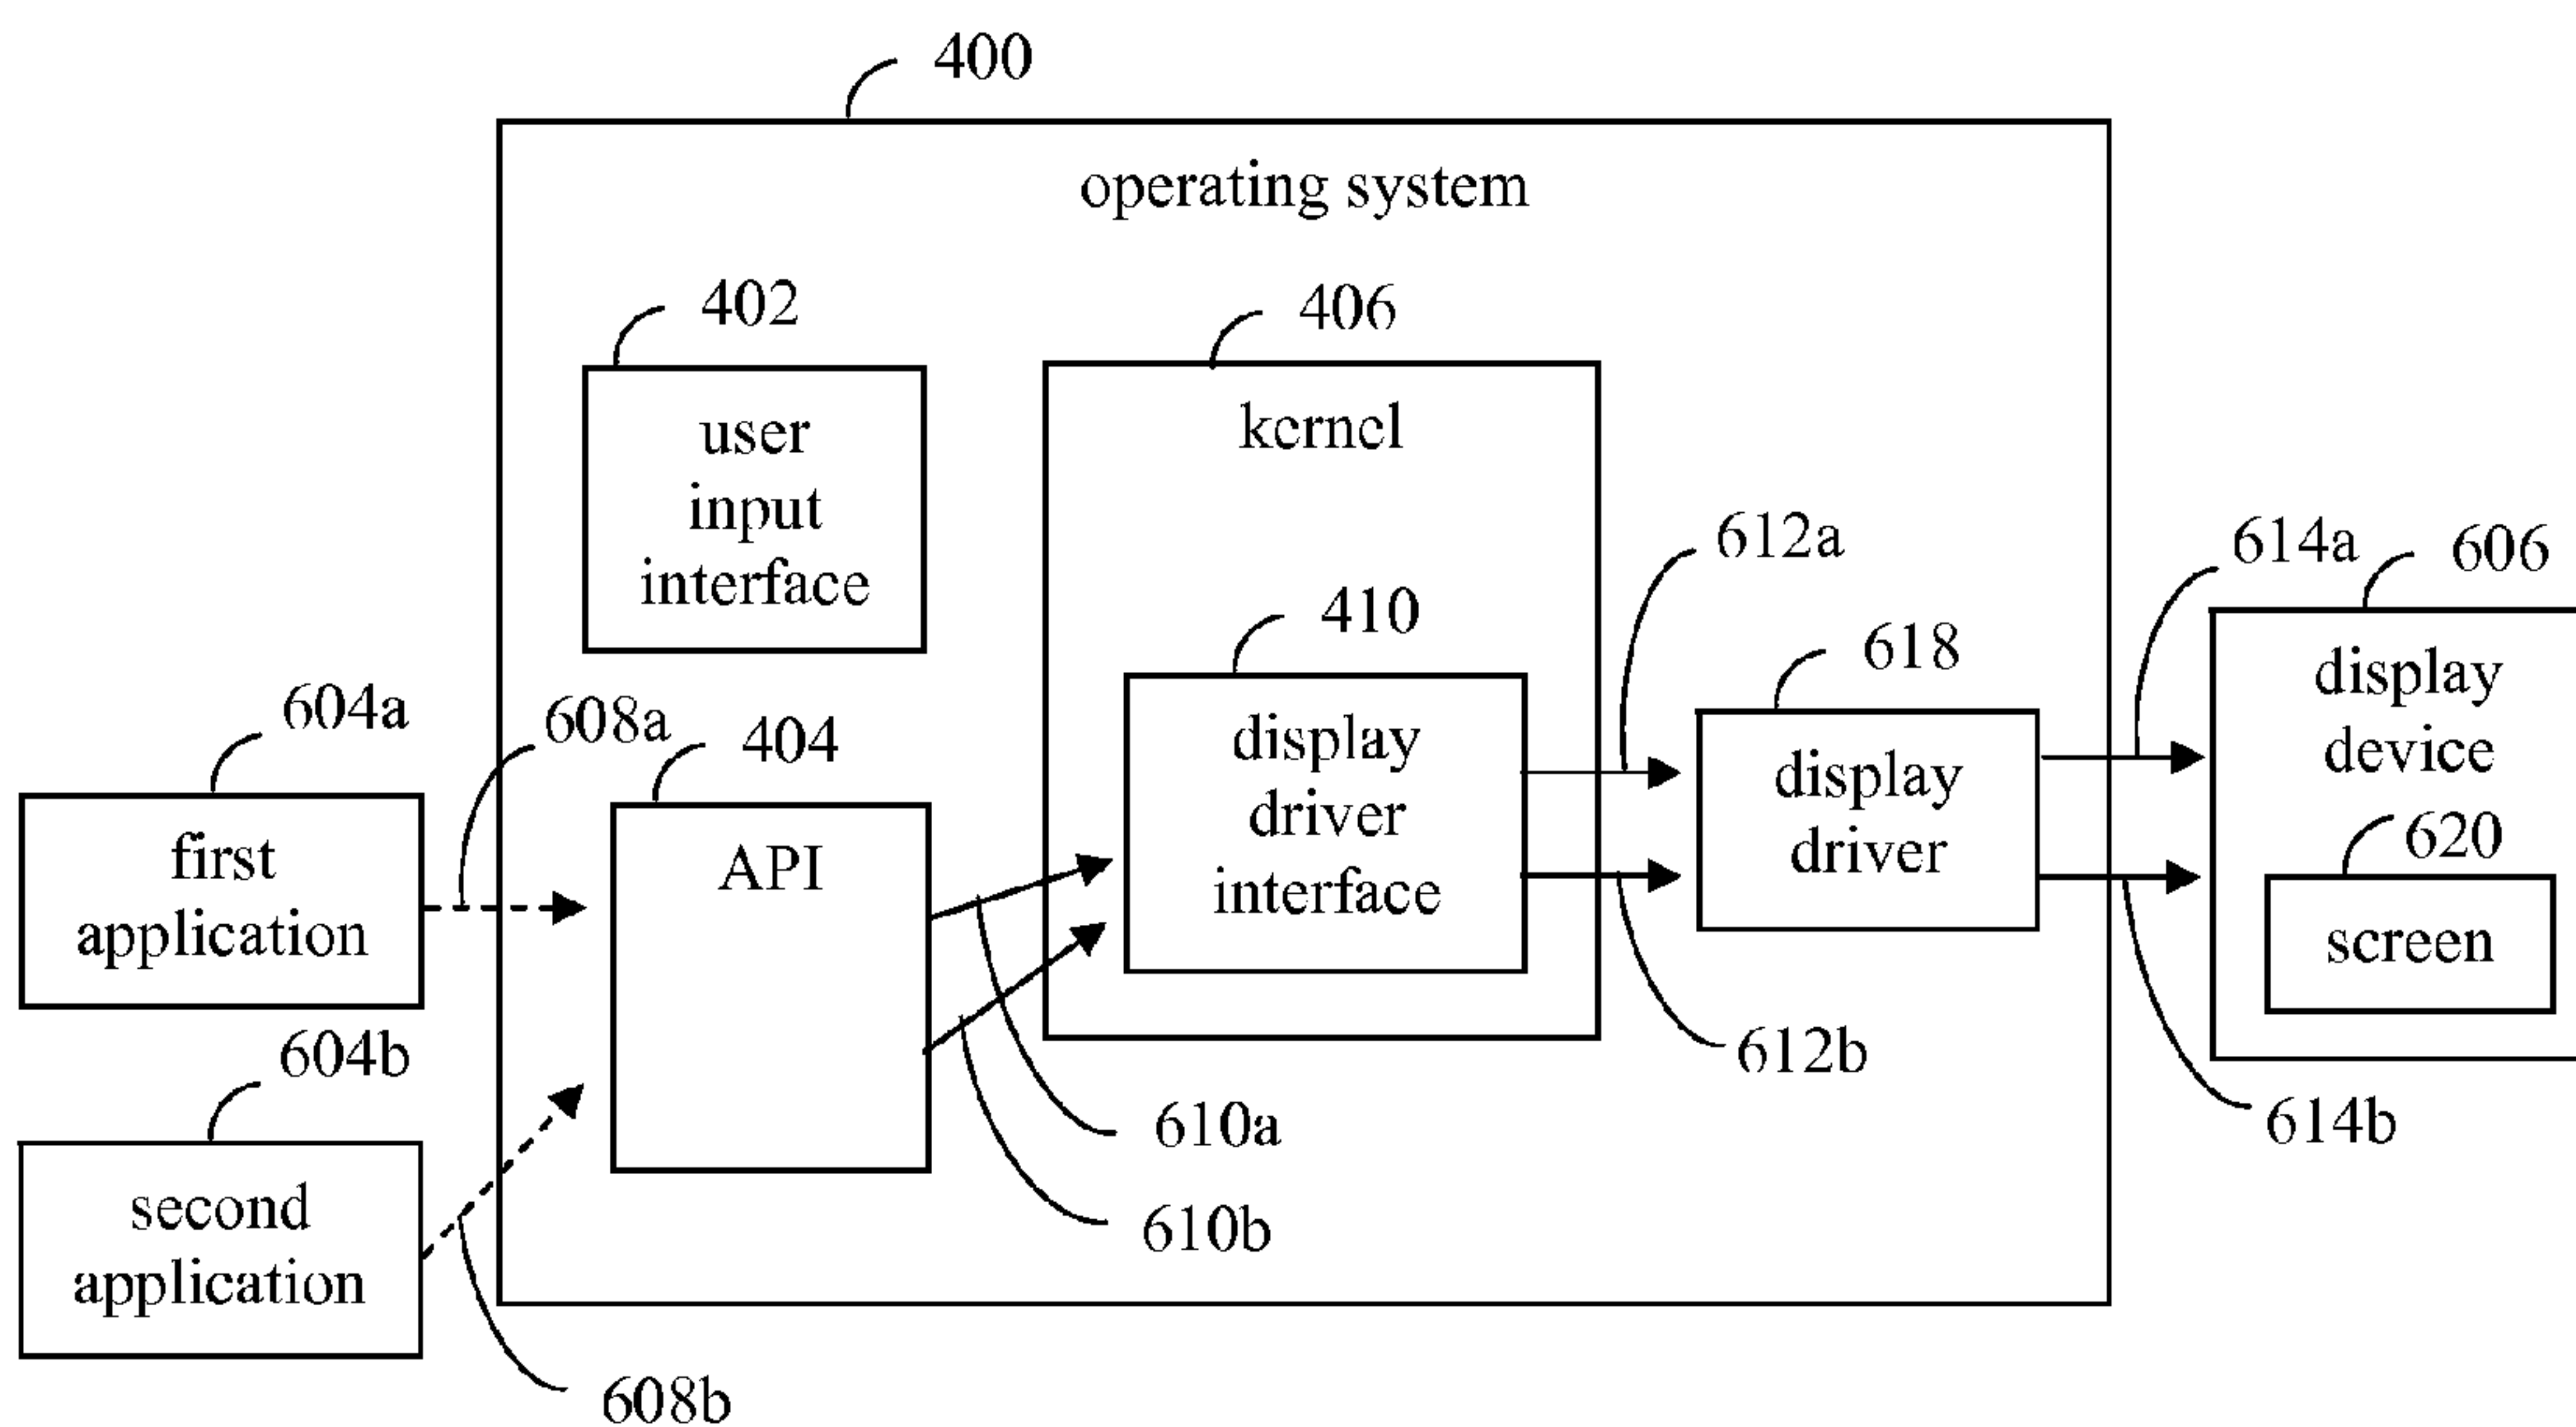 400
operating system
402
406
user
input
interface
kernel
612a
614a
606
410
618
display
device
604a
608a
404
display
driver
interface
display
driver
620
screen
first
application
API
604b
612b
610a
614b
second
application
610b
608b